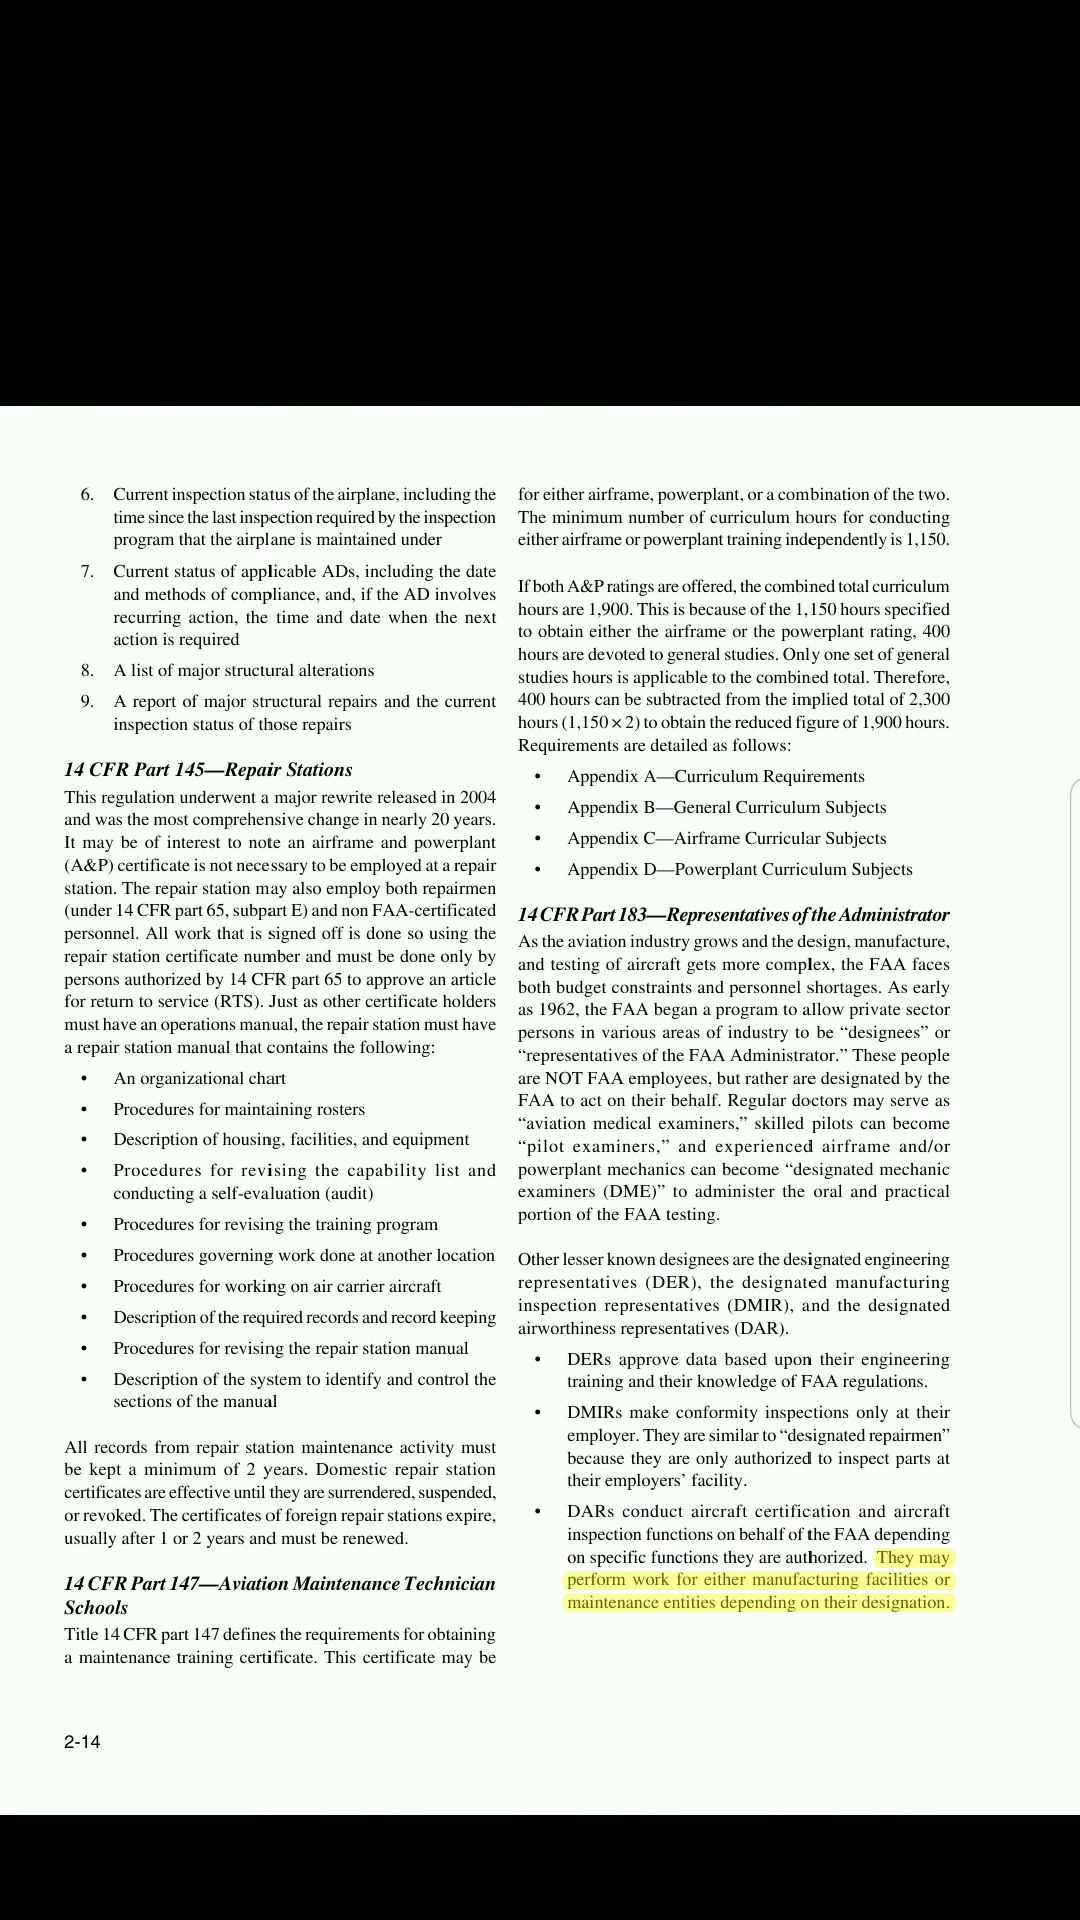 6. Current inspection status of the airplane, including the
time since the last inspection required by the inspection
program that the airplane is maintained under
7. Current status of applicable ADs, including the date
and methods of compliance, and, if the AD involves
recurring action, the time and date when the next
action is required
8. A list of major structural alterations
9. A report of major structural repairs and the current
inspection status of those repairs
14 CFR Part 145—Repair Stations
This regulation underwent a major rewrite released in 2004
and was the most comprehensive change in nearly 20 years.
It may be of interest to note an airframe and powerplant
(A&P) certificate is not necessary to be employed at a repair
station. The repair station may also employ both repairmen
(under 14 CFR part 65, subpart E) and non FAA-certificated
personnel. All work that is signed off is done so using the
repair station certificate number and must be done only by
persons authorized by 14 CFR part 65 to approve an article
for return to service (RTS). Just as other certificate holders
must have an operations manual, the repair station must have
a repair station manual that contains the following:
• An organizational chart
• Procedures for maintaining rosters
• Description of housing, facilities, and equipment
• Procedures for revising the capability list and
conducting a self-evaluation (audit)
• Procedures for revising the training program
• Procedures governing work done at another location
• Procedures for working on air carrier aircraft
• Description of the required records and record keeping
• Procedures for revising the repair station manual
• Description of the system to identify and control the
sections of the manual
All records from repair station maintenance activity must
be kept a minimum of 2 years. Domestic repair station
certificates are effective until they are surrendered, suspended,
or revoked. The certificates of foreign repair stations expire,
usually after 1 or 2 years and must be renewed.
14 CFR Part 147—Aviation Maintenance Technician
Schools
Title 14 CFR part 147 defines the requirements for obtaining
a maintenance training certificate. This certificate may be
for either airframe, powerplant, or a combination of the two.
The minimum number of curriculum hours for conducting
either airframe or powerplant training independently is 1,150.
If both A&P ratings are offered, the combined total curriculum
hours are 1,900. This is because of the 1,150 hours specified
to obtain either the airframe or the powerplant rating, 400
hours are devoted to general studies. Only one set of general
studies hours is applicable to the combined total. Therefore,
400 hours can be subtracted from the implied total of 2,300
hours (1,150 × 2) to obtain the reduced figure of 1,900 hours.
Requirements are detailed as follows:
• Appendix A—Curriculum Requirements
• Appendix B—General Curriculum Subjects
• Appendix C—Airframe Curricular Subjects
• Appendix D—Powerplant Curriculum Subjects
14 CFR Part 183—Representatives of the Administrator
As the aviation industry grows and the design, manufacture,
and testing of aircraft gets more complex, the FAA faces
both budget constraints and personnel shortages. As early
as 1962, the FAA began a program to allow private sector
persons in various areas of industry to be “designees” or
“representatives of the FAA Administrator.” These people
are NOT FAA employees, but rather are designated by the
FAA to act on their behalf. Regular doctors may serve as
“aviation medical examiners,” skilled pilots can become
“pilot examiners,” and experienced airframe and/or
powerplant mechanics can become “designated mechanic
examiners (DME)” to administer the oral and practical
portion of the FAA testing.
Other lesser known designees are the designated engineering
representatives (DER), the designated manufacturing
inspection representatives (DMIR), and the designated
airworthiness representatives (DAR).
• DERs approve data based upon their engineering
training and their knowledge of FAA regulations.
• DMIRs make conformity inspections only at their
employer. They are similar to “designated repairmen”
because they are only authorized to inspect parts at
their employers’ facility.
• DARs conduct aircraft certification and aircraft
inspection functions on behalf of the FAA depending
on specific functions they are authorized. They may
perform work for either manufacturing facilities or
maintenance entities depending on their designation.
2-14